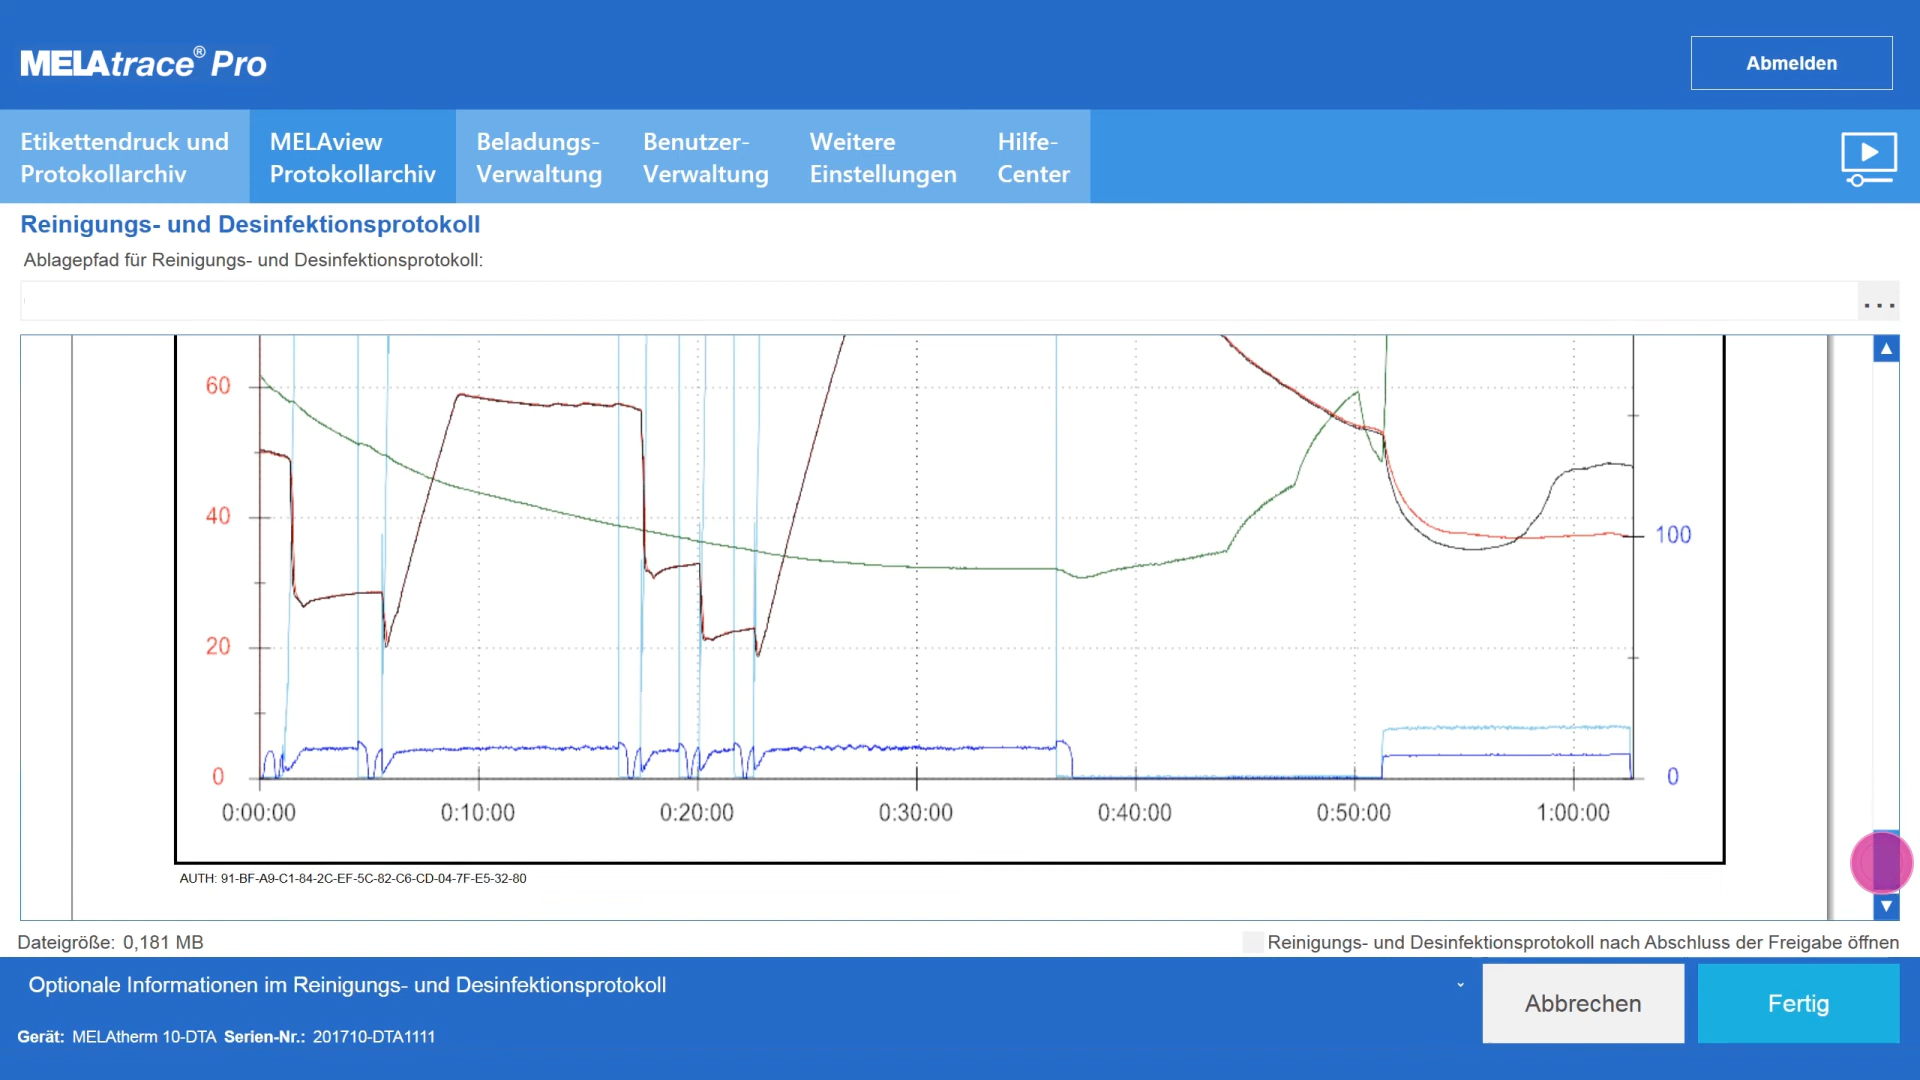 MELAtrace® Pro
Abmelden
Etikettendruck und
Protokollarchiv
MELAview
Protokollarchiv
Beladungs-
Verwaltung
Benutzer-
Verwaltung
Weitere
Einstellungen
Hilfe-
Center
Reinigungs- und Desinfektionsprotokoll
Ablagepfad für Reinigungs- und Desinfektionsprotokoll:
...
60
40
20
0
100
0
0:00:00
0:10:00
0:20:00
0:30:00
0:40:00
0:50:00
1:00:00
AUTH: 91-BF-A9-C1-84-2C-EF-5C-82-C6-CD-04-7F-E5-32-80
Dateigröße: 0,181 MB
Reinigungs- und Desinfektionsprotokoll nach Abschluss der Freigabe öffnen
Optionale Informationen im Reinigungs- und Desinfektionsprotokoll
Abbrechen
Fertig
Gerät: MELAtherm 10-DTA Serien-Nr.: 201710-DTA1111